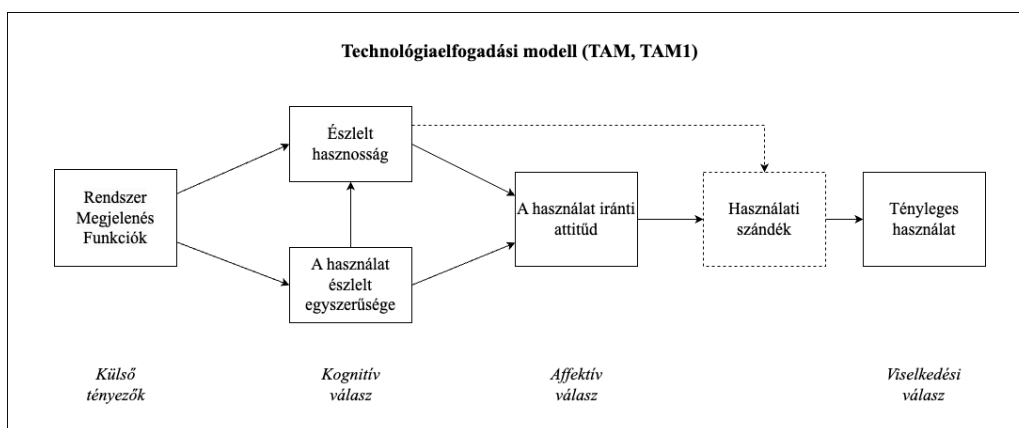 Technológiaelfogadási modell (TAM, TAM1)
Észlelt
hasznosság
Rendszer
Megjelenés
Funkciók
A használat
észlelt
egyszerűsége
A használat iránti
attitűd
Használati
szándék
Tényleges
használat
Külső
tényezők
Kognitív
válasz
Affektív
válasz
Viselkedési
válasz